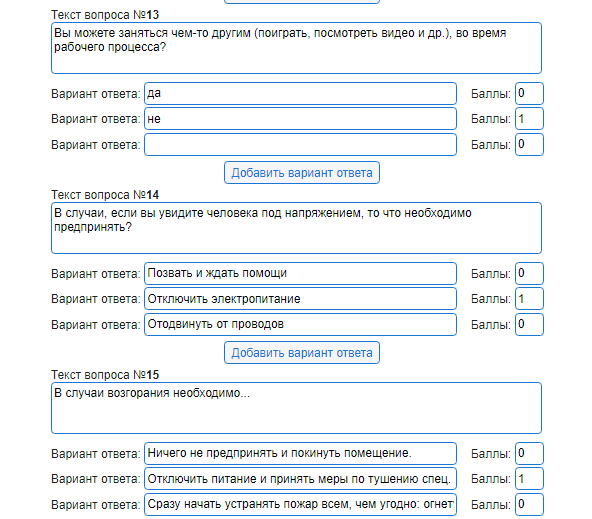 Текст вопроса №13
Вы можете заняться чем-то другим (поиграть, посмотреть видео и др.), во время
рабочего процесса?
Вариант ответа: да Баллы: 0
Вариант ответа: не Баллы: 1
Вариант ответа: Баллы: 0
Добавить вариант ответа
Текст вопроса №14
В случаи, если вы увидите человека под напряжением, то что необходимо
предпринять?
Вариант ответа: Позвать и ждать помощи Баллы: 0
Вариант ответа: Отключить электропитание Баллы: 1
Вариант ответа: Отодвинуть от проводов Баллы: 0
Добавить вариант ответа
Текст вопроса №15
В случаи возгорания необходимо...
Вариант ответа: Ничего не предпринять и покинуть помещение. Баллы: 0
Вариант ответа: Отключить питание и принять меры по тушению спец. Баллы: 1
Вариант ответа: Сразу начать устранять пожар всем, чем угодно: огнет Баллы: 0